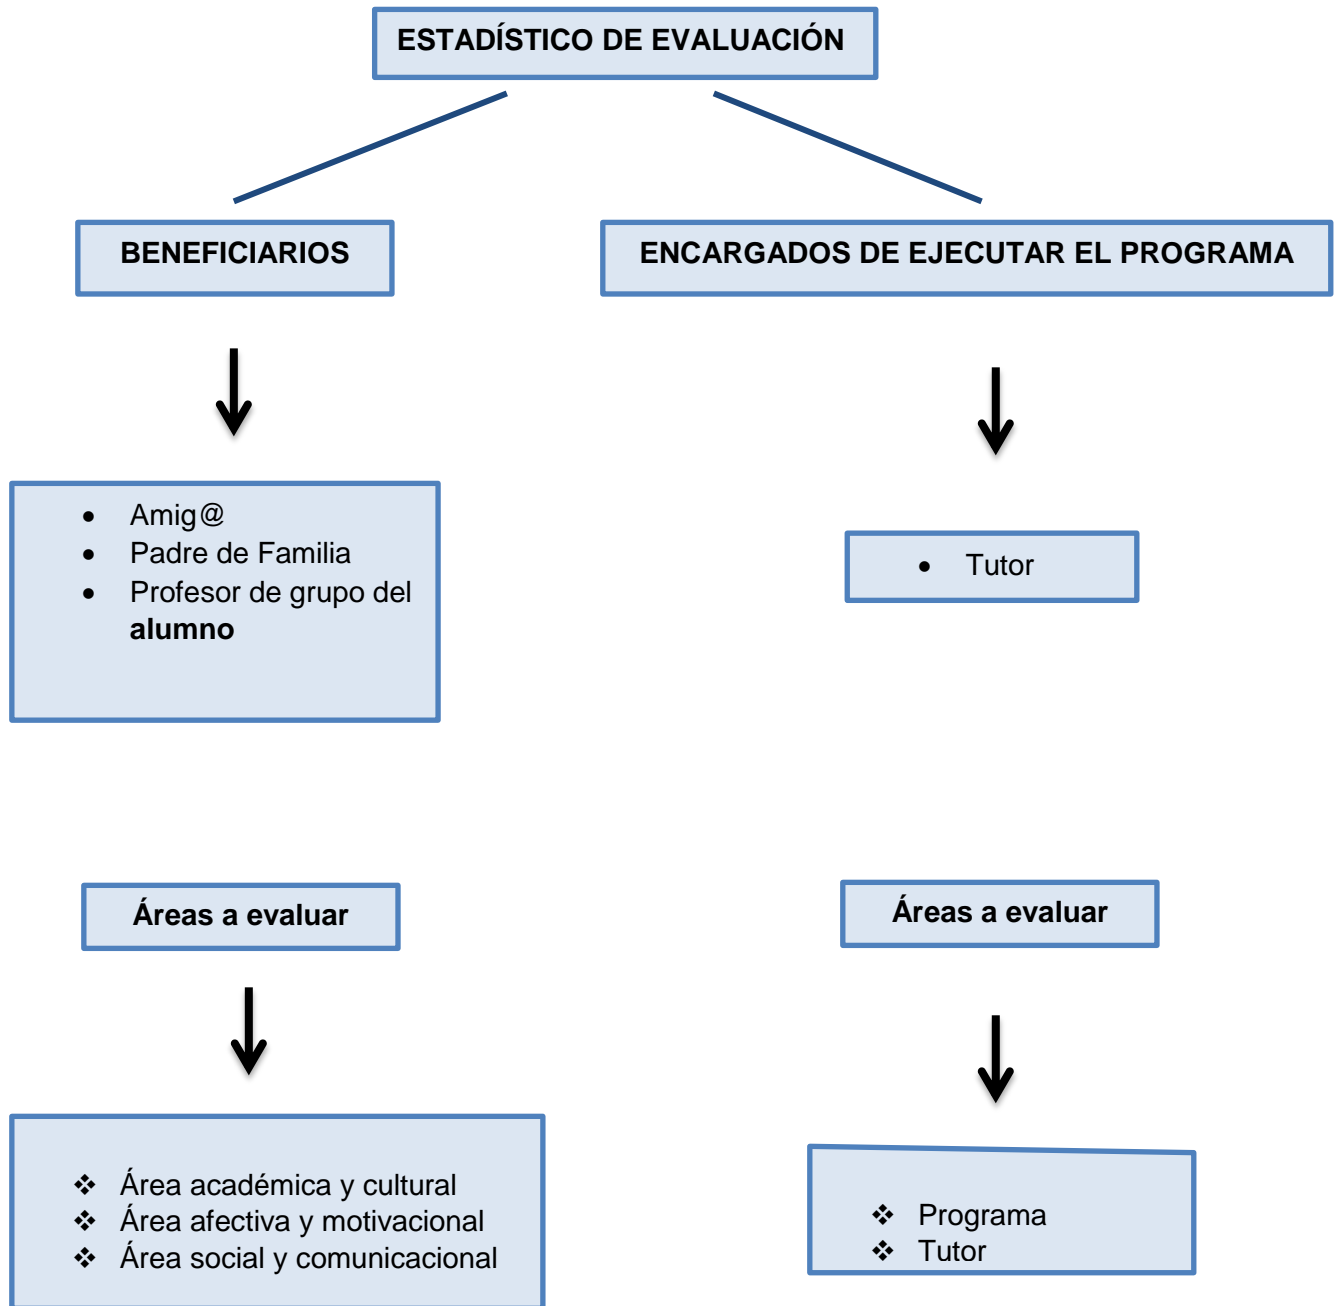 ESTADÍSTICO DE EVALUACIÓN
BENEFICIARIOS
ENCARGADOS DE EJECUTAR EL PROGRAMA
• Amig@
• Padre de Familia
• Profesor de grupo del
alumno
• Tutor
Áreas a evaluar
Áreas a evaluar
❖ Área académica y cultural
❖ Área afectiva y motivacional
❖ Área social y comunicacional
❖ Programa
❖ Tutor